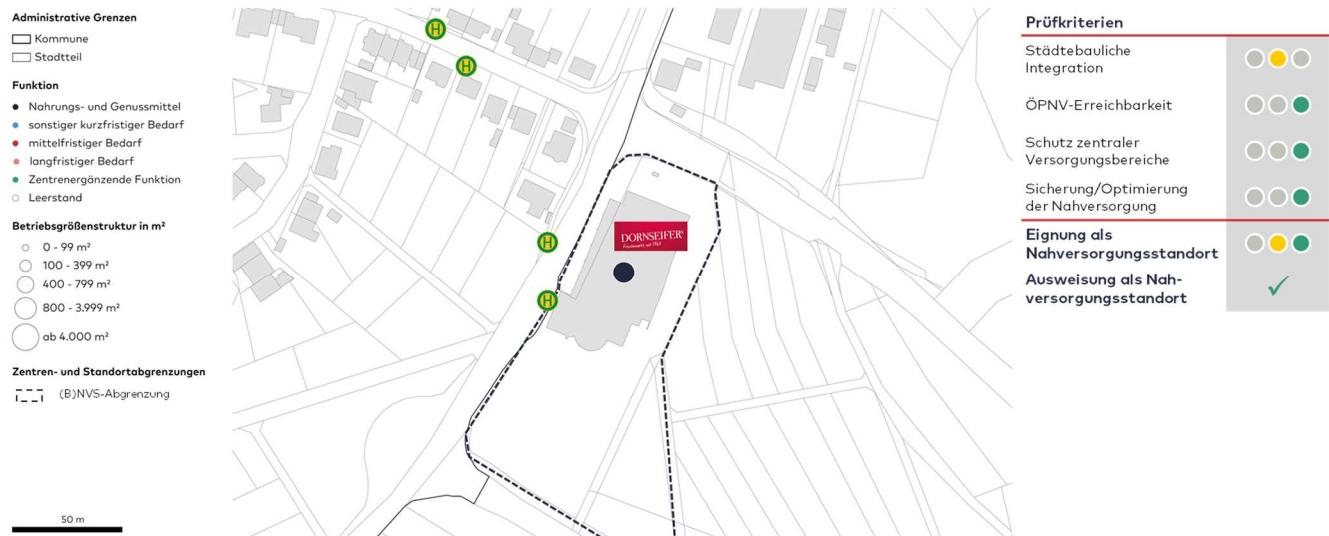 Administrative Grenzen
Kommune
Stadtteil
Funktion
Nahrungs- und Genussmittel
sonstiger kurzfristiger Bedarf
mittelfristiger Bedarf
langfristiger Bedarf
Zentrenergänzende Funktion
Leerstand
Betriebsgrößenstruktur in m²
0 - 99 m²
100 - 399 m²
400 - 799 m²
800 - 3.999 m²
ab 4.000 m²
Zentren- und Standortabgrenzungen
(B)NVS-Abgrenzung
50 m
H
H
H
H
DORNSEIFER
Prüfkriterien
Städtebauliche
Integration
ÖPNV-Erreichbarkeit
Schutz zentraler
Versorgungsbereiche
Sicherung/Optimierung
der Nahversorgung
Eignung als
Nahversorgungsstandort
Ausweisung als Nah-
versorgungsstandort